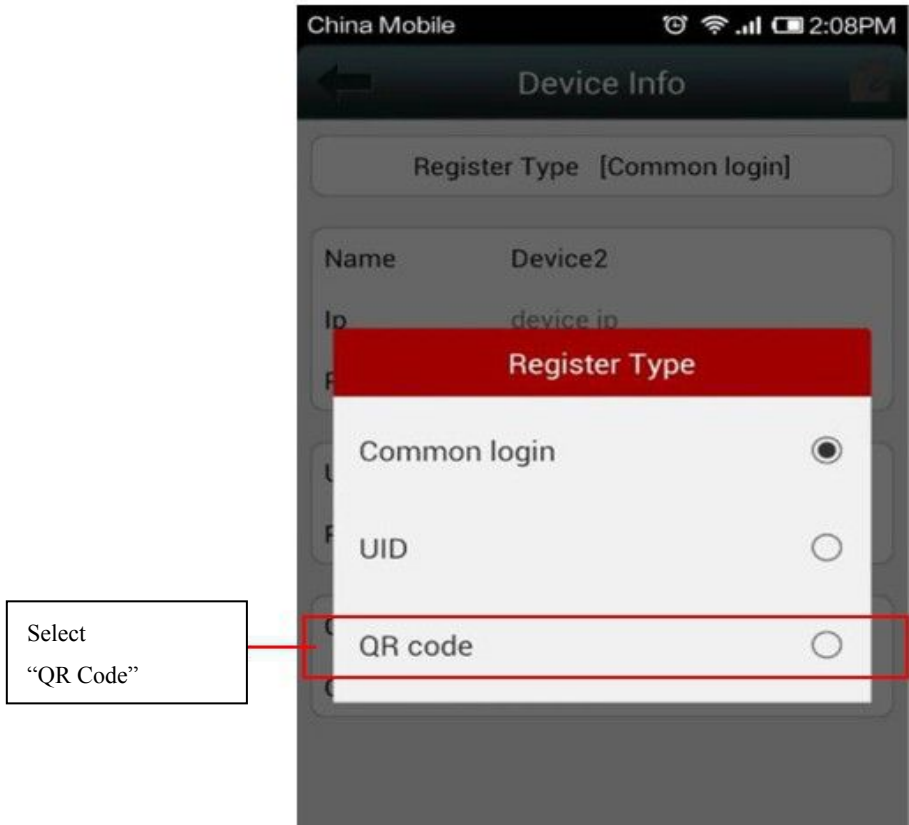 China Mobile 2:08PM
Device Info
Register Type [Common login]
Name Device2
Ip device ip
Register Type
Common login
UID
QR code
Select
“QR Code”